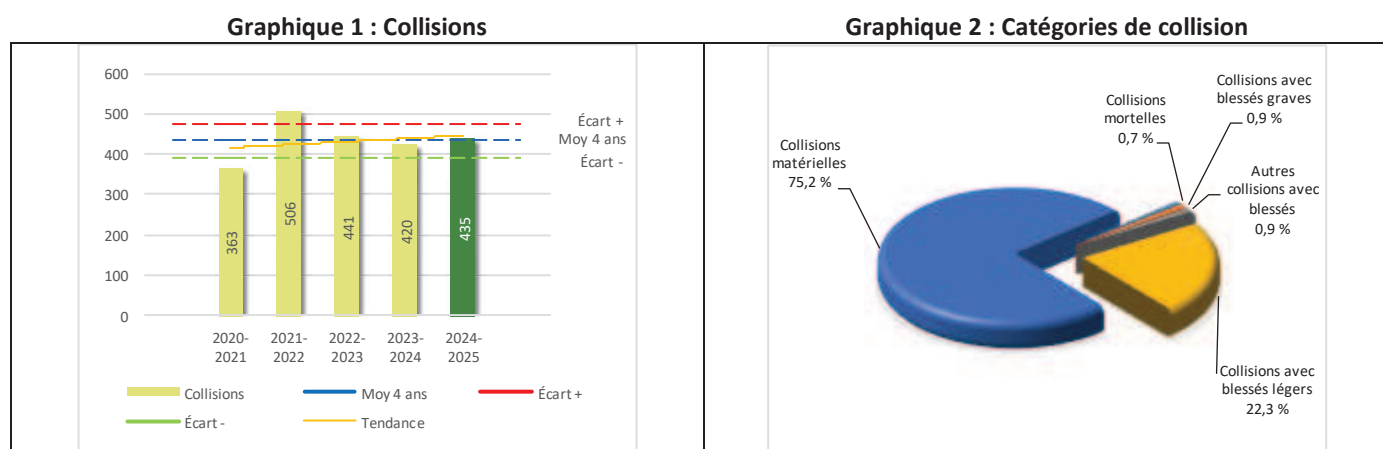 Graphique 1 : Collisions
600
500
400
300
200
100
0
363
506
441
420
435
Écart +
Moy 4 ans
Écart -
2020-
2021
2021-
2022
2022-
2023
2023-
2024
2024-
2025
Collisions
Moy 4 ans
Écart +
Écart -
Tendance
Graphique 2 : Catégories de collision
Collisions
matérielles
75,2 %
Collisions
mortelles
0,7 %
Collisions avec
blessés graves
0,9 %
Autres
collisions avec
blessés
0,9 %
Collisions avec
blessés légers
22,3 %